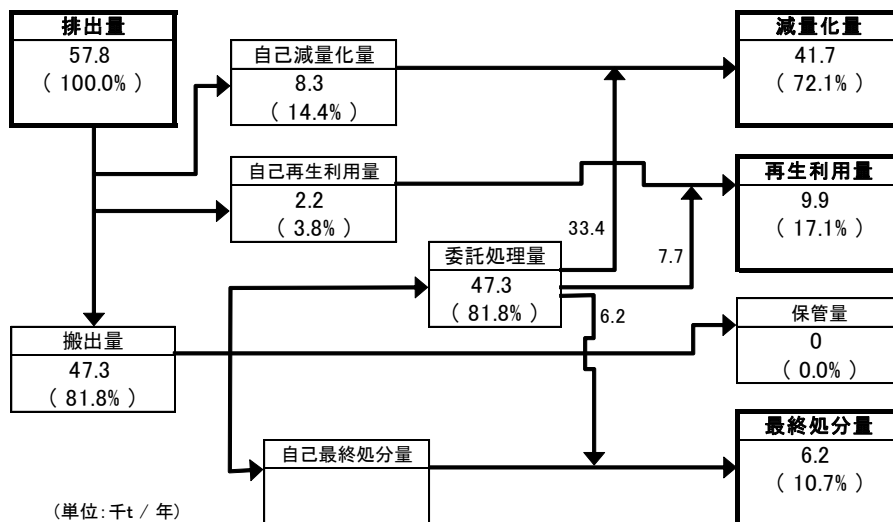 排出量
57.8
( 100.0% )
自己減量化量
8.3
( 14.4% )
減量化量
41.7
( 72.1% )
自己再生利用量
2.2
( 3.8% )
再生利用量
9.9
( 17.1% )
33.4
7.7
委託処理量
47.3
( 81.8% )
6.2
搬出量
47.3
( 81.8% )
保管量
0
( 0.0% )
自己最終処分量
最終処分量
6.2
( 10.7% )
(単位:千t / 年)